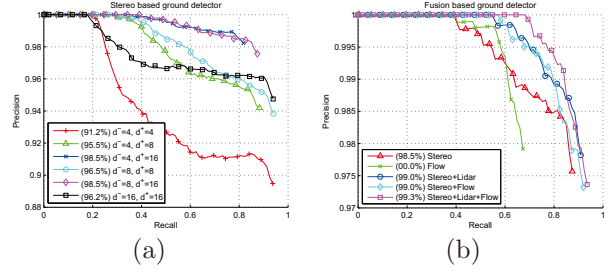 Stereo based ground detector
Precision
1
0.98
0.96
0.94
0.92
0.9
0.88
(91.2%) d⁻=4, d⁺=4
(95.5%) d⁻=4, d⁺=8
(98.5%) d⁻=4, d⁺=16
(96.5%) d⁻=8, d⁺=8
(98.5%) d⁻=8, d⁺=16
(96.2%) d⁻=16, d⁺=16
0 0.2 0.4 0.6 0.8 1
Recall
(a)
Fusion based ground detector
Precision
1
0.995
0.99
0.985
0.98
0.975
0.97
(98.5%) Stereo
(00.0%) Flow
(99.0%) Stereo+Lidar
(99.0%) Stereo+Flow
(99.3%) Stereo+Lidar+Flow
0 0.2 0.4 0.6 0.8 1
Recall
(b)